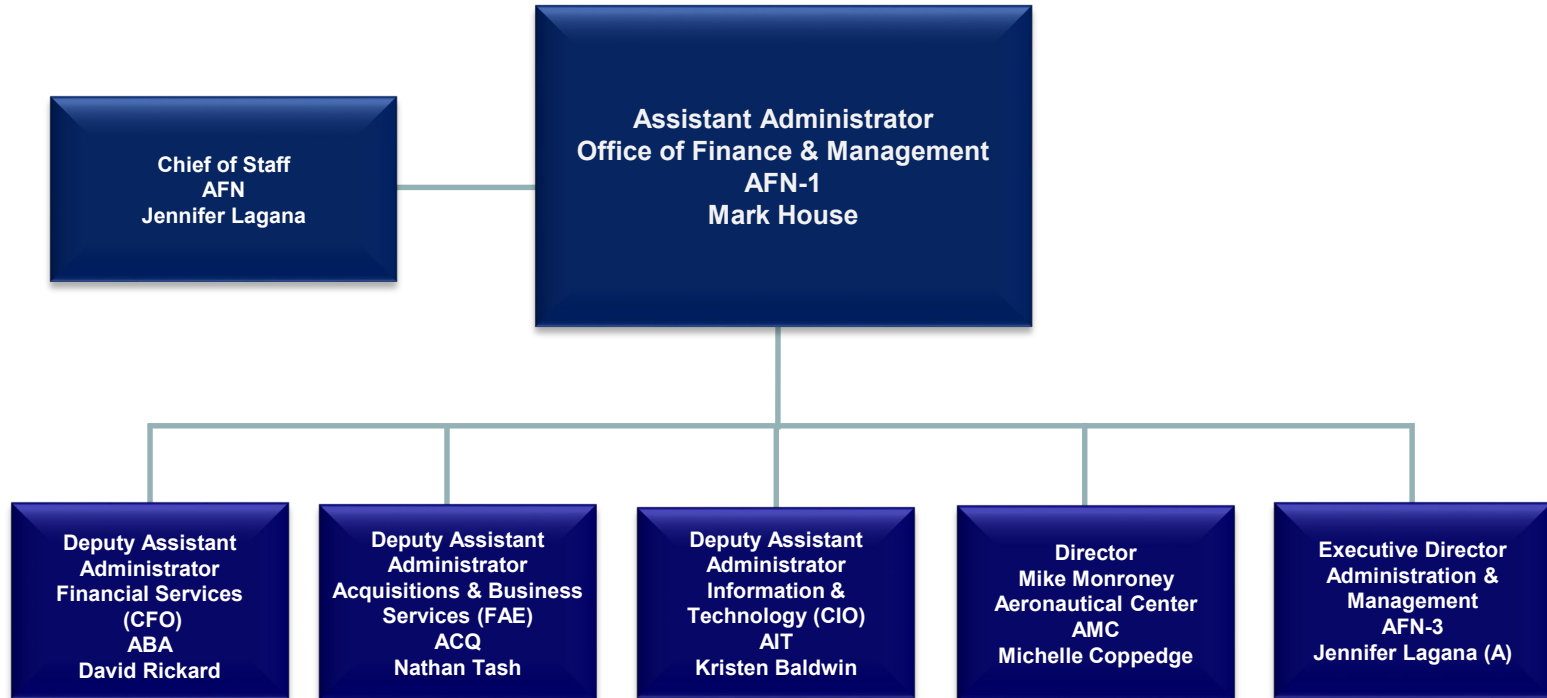 Assistant Administrator
Office of Finance & Management
AFN-1
Mark House
Chief of Staff
AFN
Jennifer Lagana
Deputy Assistant
Administrator
Financial Services
(CFO)
ABA
David Rickard
Deputy Assistant
Administrator
Acquisitions & Business
Services (FAE)
ACQ
Nathan Tash
Deputy Assistant
Administrator
Information &
Technology (CIO)
AIT
Kristen Baldwin
Director
Mike Monroney
Aeronautical Center
AMC
Michelle Coppedge
Executive Director
Administration &
Management
AFN-3
Jennifer Lagana (A)